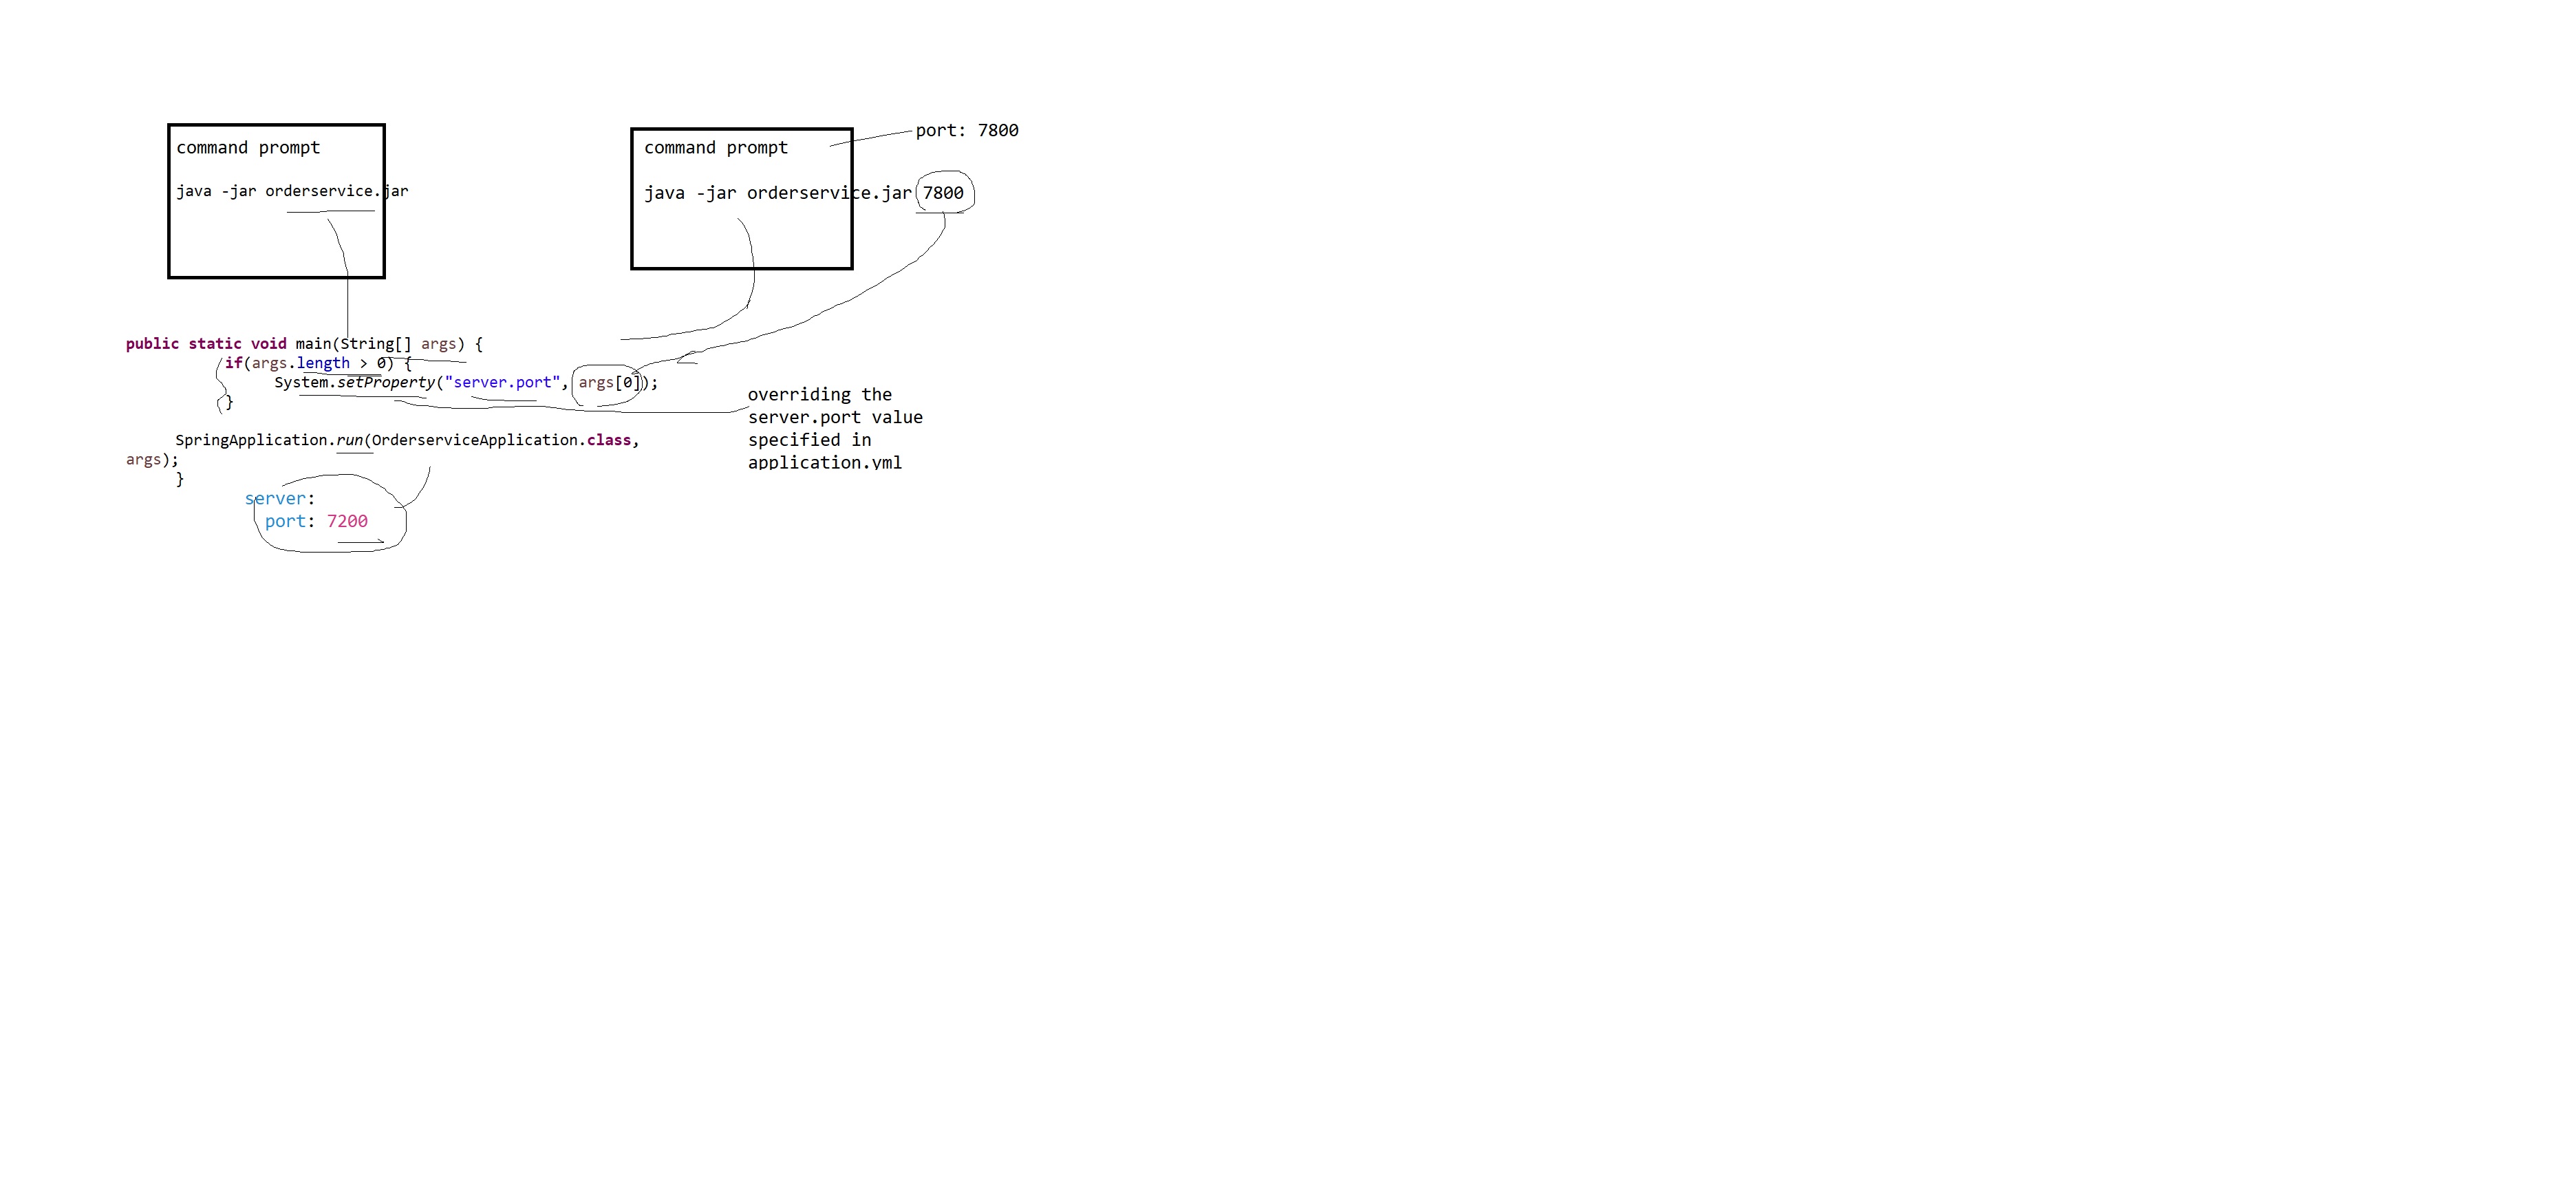 command prompt
java -jar orderservice.jar
command prompt
java -jar orderservice.jar 7800
port: 7800
public static void main(String[] args) {
if(args.length > 0) {
System.setProperty("server.port", args[0]);
}
SpringApplication.run(OrderserviceApplication.class,
args);
}
overriding the
server.port value
specified in
application.yml
server:
port: 7200